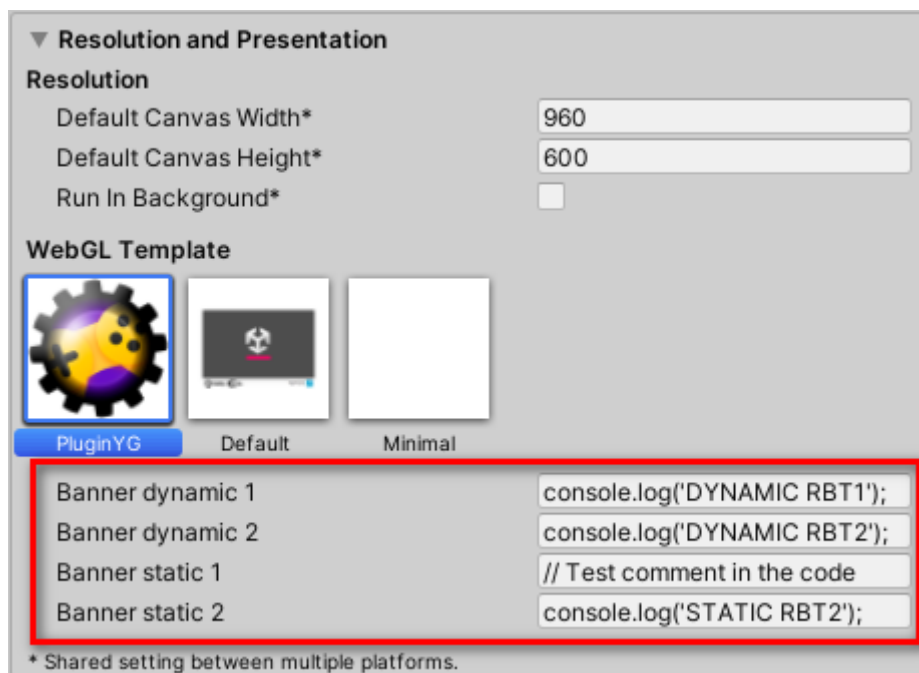 Resolution and Presentation
Resolution
Default Canvas Width* 960
Default Canvas Height* 600
Run In Background*
WebGL Template
PluginYG Default Minimal
Banner dynamic 1 console.log('DYNAMIC RBT1');
Banner dynamic 2 console.log('DYNAMIC RBT2');
Banner static 1 // Test comment in the code
Banner static 2 console.log('STATIC RBT2');
* Shared setting between multiple platforms.